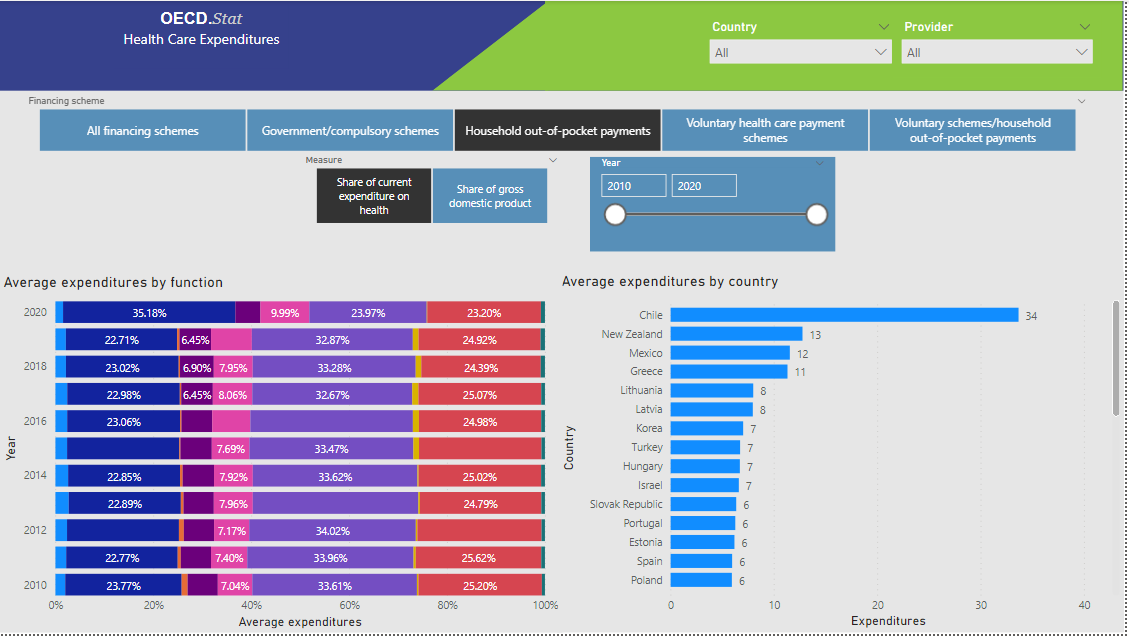 OECD.Stat
Health Care Expenditures
Country
Provider
All
All
Financing scheme
All financing schemes
Government/compulsory schemes
Household out-of-pocket payments
Voluntary health care payment
schemes
Voluntary schemes/household
out-of-pocket payments
Measure
Share of current
expenditure on
health
Share of gross
domestic product
Year
2010
2020
Average expenditures by function
2020
35.18%
9.99%
23.97%
23.20%
22.71%
6.45%
32.87%
24.92%
2018
23.02%
6.90%
7.95%
33.28%
24.39%
22.98%
6.45%
8.06%
32.67%
25.07%
2016
23.06%
24.98%
7.69%
33.47%
2014
22.85%
7.92%
33.62%
25.02%
22.89%
7.96%
24.79%
2012
7.17%
34.02%
22.77%
7.40%
33.96%
25.62%
2010
23.77%
7.04%
33.61%
25.20%
0%
20%
40%
60%
80%
100%
Year
Average expenditures
Average expenditures by country
Chile 34
New Zealand 13
Mexico 12
Greece 11
Lithuania 8
Latvia 8
Korea 7
Turkey 7
Hungary 7
Israel 7
Slovak Republic 6
Portugal 6
Estonia 6
Spain 6
Poland 6
0
10
20
30
40
Country
Expenditures